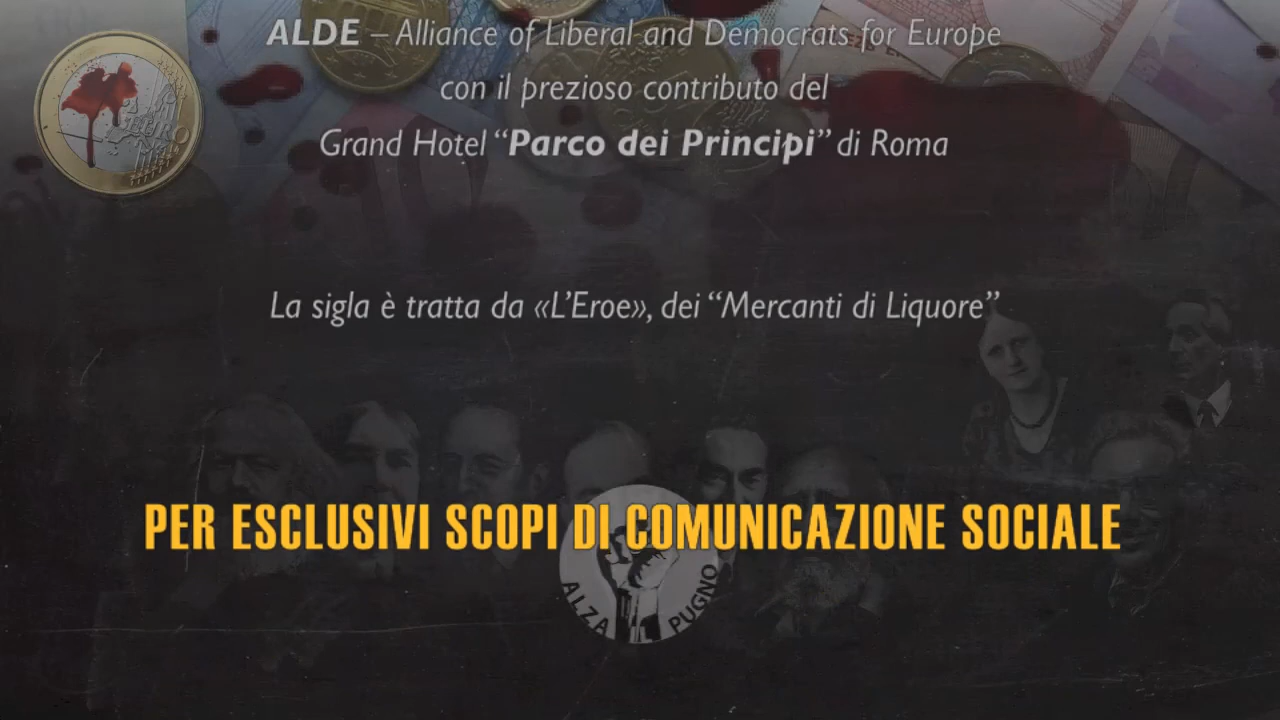 ALDE – Alliance of Liberal and Democrats for Europe
con il prezioso contributo del
Grand Hotel “Parco dei Principi” di Roma
La sigla è tratta da «L’Eroe», dei “Mercanti di Liquore”
PER ESCLUSIVI SCOPI DI COMUNICAZIONE SOCIALE
ALZA IL PUGNO